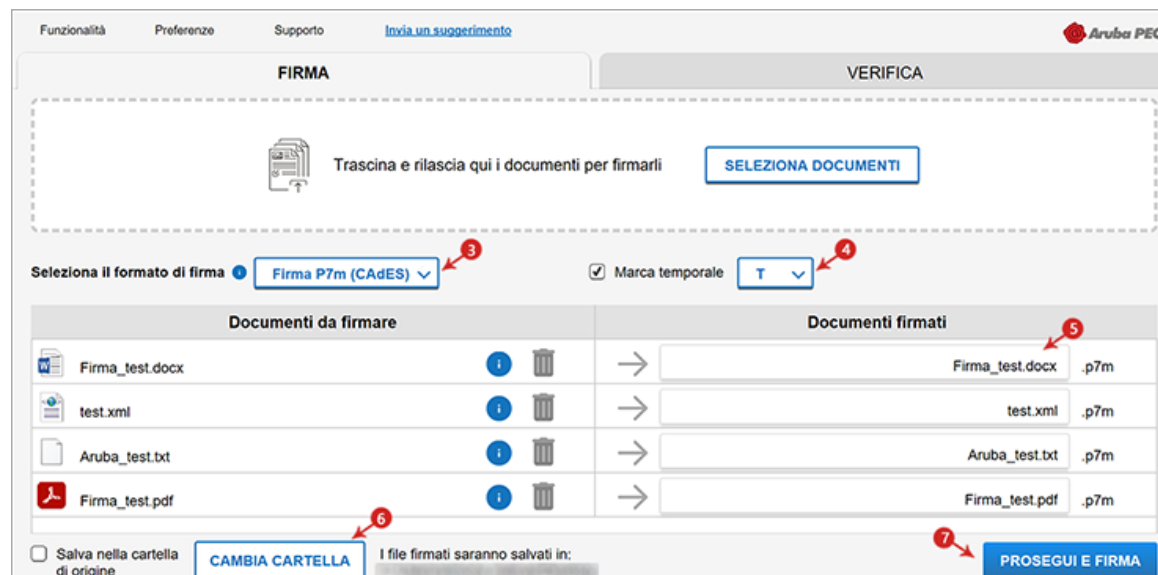 Funzionalità Preferenze Supporto Invia un suggerimento Aruba PEC
FIRMA VERIFICA
Trascina e rilascia qui i documenti per firmarli SELEZIONA DOCUMENTI
3 4
Seleziona il formato di firma i Firma P7m (CAdES) Marca temporale T
Documenti da firmare Documenti firmati
5
Firma_test.docx i Firma_test.docx .p7m
test.xml i test.xml .p7m
Aruba_test.txt i Aruba_test.txt .p7m
Firma_test.pdf i Firma_test.pdf .p7m
6 7
Salva nella cartella
di origine
CAMBIA CARTELLA I file firmati saranno salvati in: PROSEGUI E FIRMA